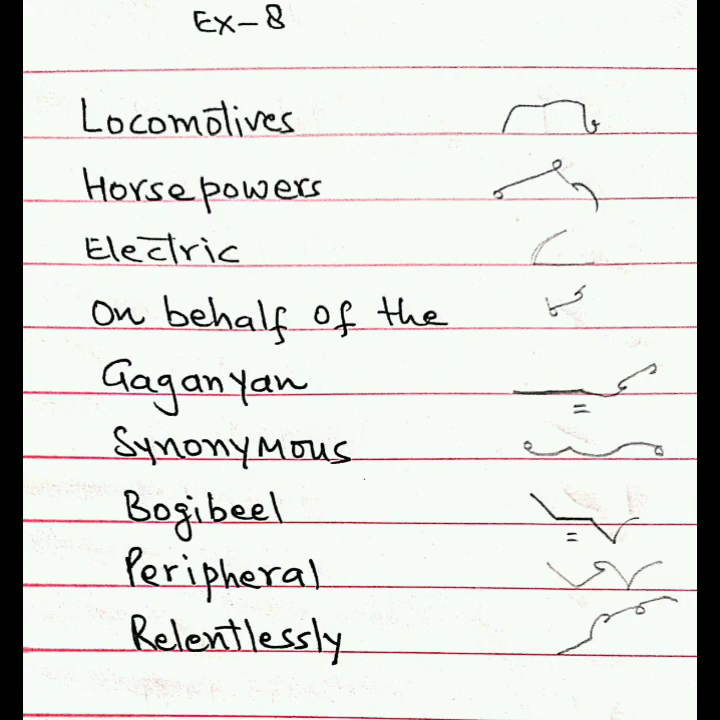 Ex-8
Locomotives
Horsepowers
Electric
On behalf of the
Gaganyan
Synonymous
Bogibeel
Peripheral
Relentlessly